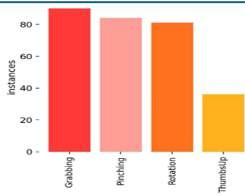 80
60
40
20
0
instances
Grabbing
Pinching
Rotation
ThumbsUp